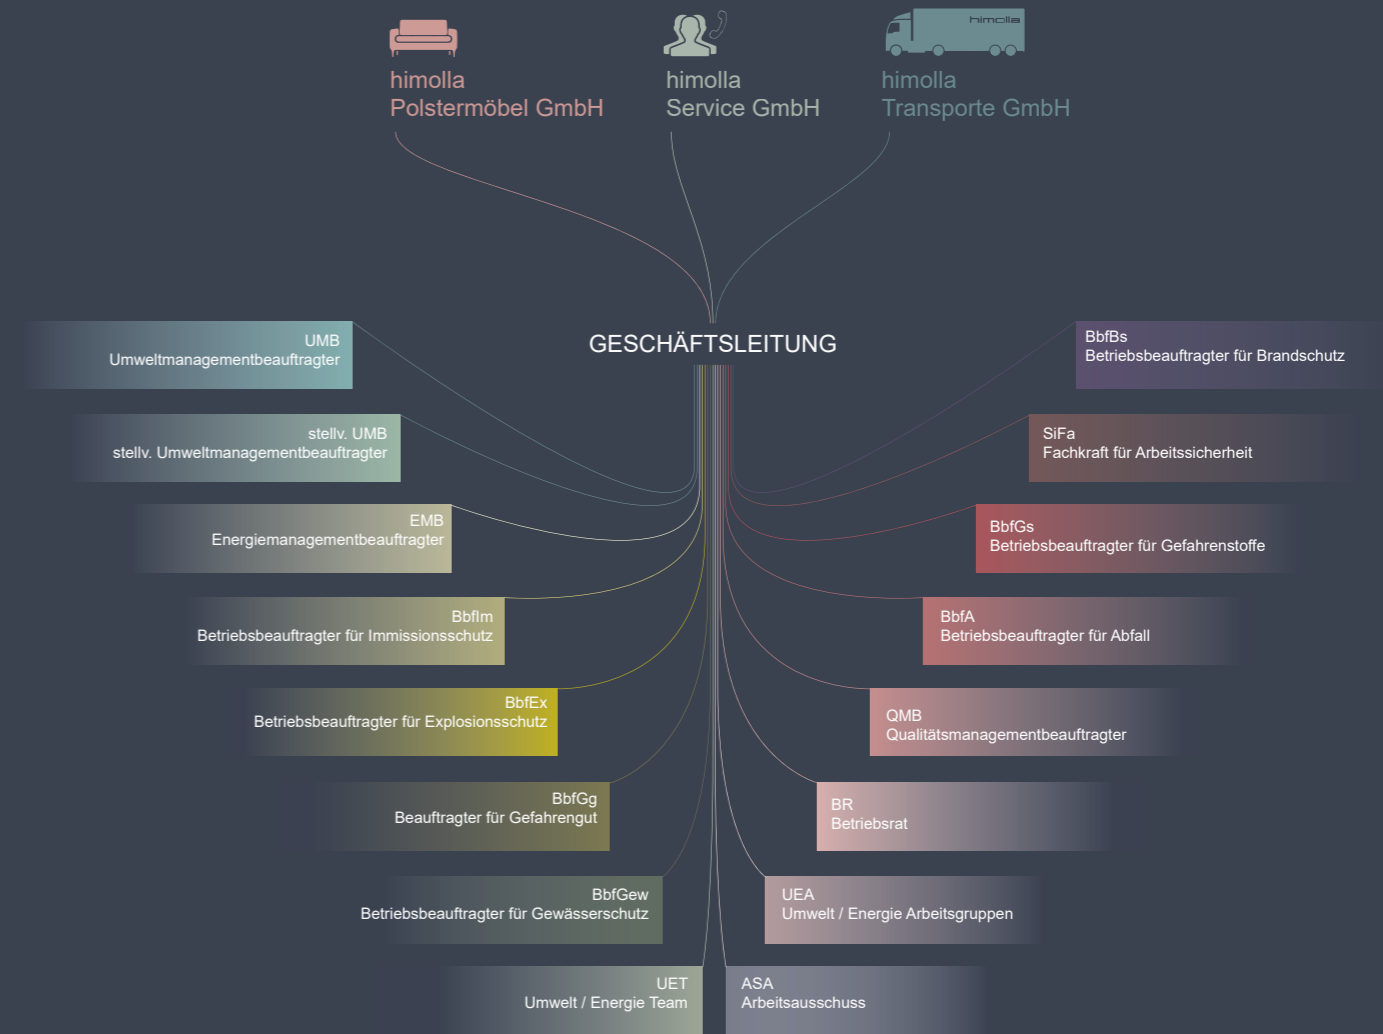 himolla
himolla
Polstermöbel GmbH
himolla
Service GmbH
himolla
Transporte GmbH
GESCHÄFTSLEITUNG
UMB
Umweltmanagementbeauftragter
stellv. UMB
stellv. Umweltmanagementbeauftragter
EMB
Energiemanagementbeauftragter
BbfIm
Betriebsbeauftragter für Immissionsschutz
BbfEx
Betriebsbeauftragter für Explosionsschutz
BbfGg
Beauftragter für Gefahrengut
BbfGew
Betriebsbeauftragter für Gewässerschutz
UET
Umwelt / Energie Team
BbfBs
Betriebsbeauftragter für Brandschutz
SiFa
Fachkraft für Arbeitssicherheit
BbfGs
Betriebsbeauftragter für Gefahrenstoffe
BbfA
Betriebsbeauftragter für Abfall
QMB
Qualitätsmanagementbeauftragter
BR
Betriebsrat
UEA
Umwelt / Energie Arbeitsgruppen
ASA
Arbeitsausschuss